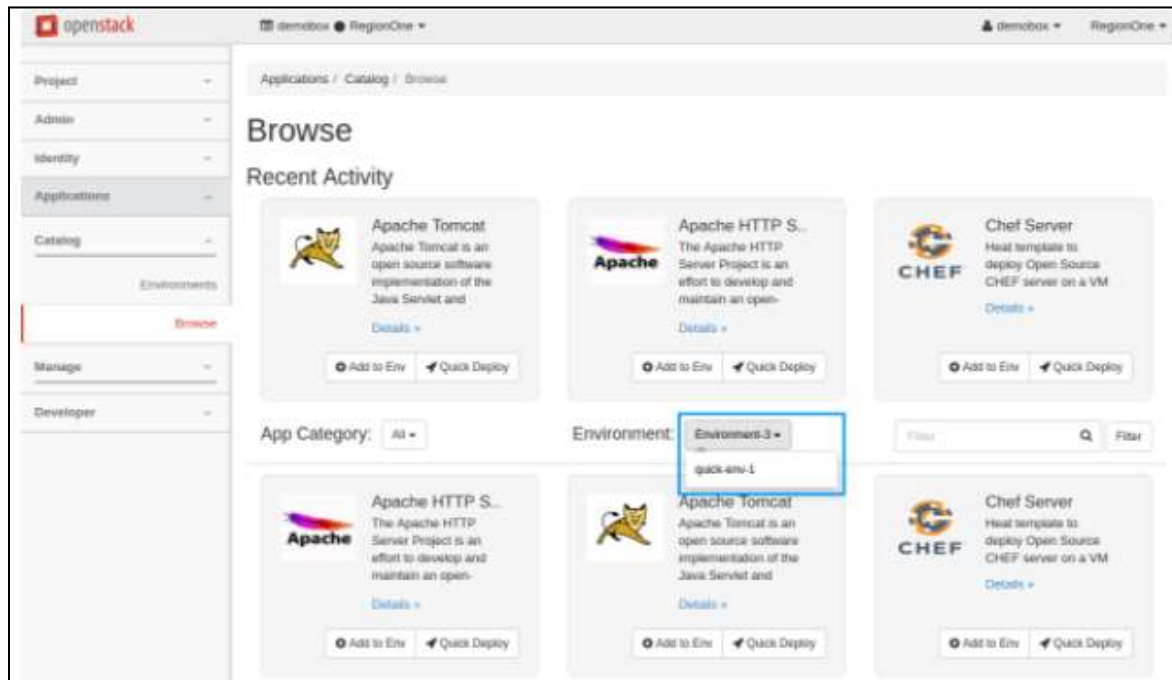 openstack
demobox RegionOne
demobox
RegionOne
Project
Admin
Identity
Applications
Catalog
Environments
Browse
Manage
Developer
Applications / Catalog / Browse
Browse
Recent Activity
Apache Tomcat
Apache Tomcat is an
open source software
implementation of the
Java Servlet and
Details »
Add to Env
Quick Deploy
Apache
Apache HTTP S...
The Apache HTTP
Server Project is an
effort to develop and
maintain an open-
Details »
Add to Env
Quick Deploy
CHEF
Chef Server
Heat template to
deploy Open Source
CHEF server on a VM
Details »
Add to Env
Quick Deploy
App Category: All
Environment: Environment-3
quick-env-1
Filter
Filter
Apache
Apache HTTP S...
The Apache HTTP
Server Project is an
effort to develop and
maintain an open-
Details »
Add to Env
Quick Deploy
Apache Tomcat
Apache Tomcat is an
open source software
implementation of the
Java Servlet and
Details »
Add to Env
Quick Deploy
CHEF
Chef Server
Heat template to
deploy Open Source
CHEF server on a VM
Details »
Add to Env
Quick Deploy